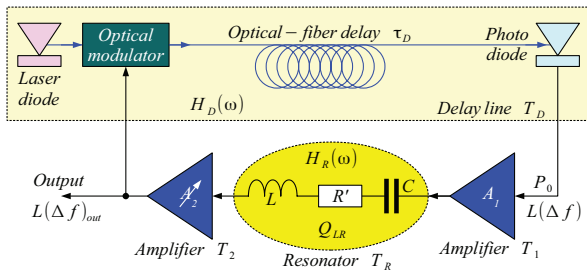 Optical modulator
Optical-fiber delay τ_D
Photo diode
Laser diode
H_D(ω)
Delay line T_D
H_R(ω)
Output
L(Δf)_out
A_2
L
R'
C
A_1
P_0
L(Δf)
Q_LR
Amplifier T_2
Resonator T_R
Amplifier T_1